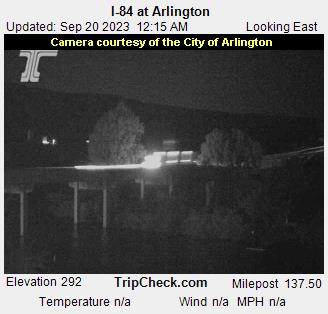 I-84 at Arlington
Updated: Sep 20 2023 12:15 AM Looking East
Camera courtesy of the City of Arlington
Elevation 292 TripCheck.com Milepost 137.50
Temperature n/a Wind n/a MPH n/a